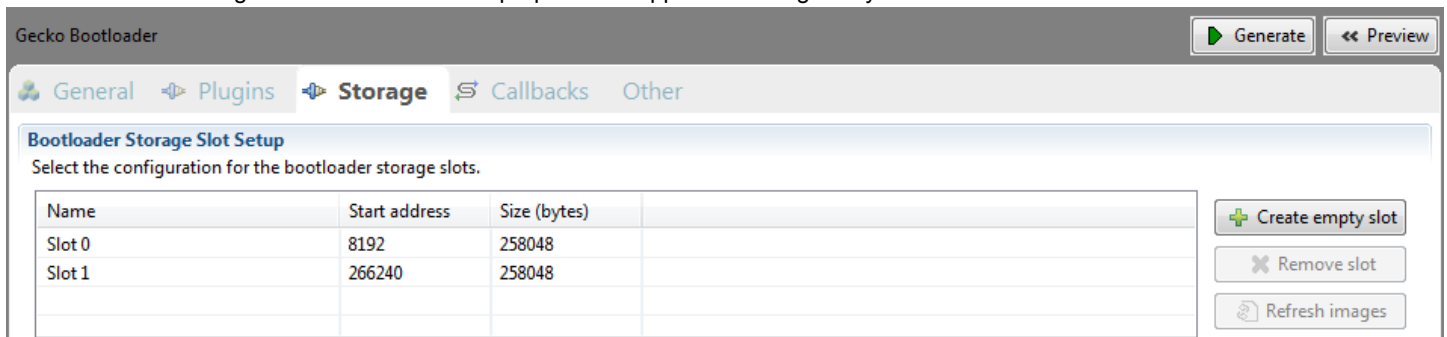 Gecko Bootloader
Generate
Preview
General Plugins Storage Callbacks Other
Bootloader Storage Slot Setup
Select the configuration for the bootloader storage slots.
Name Start address Size (bytes)
Create empty slot
Slot 0 8192 258048
Slot 1 266240 258048
Remove slot
Refresh images